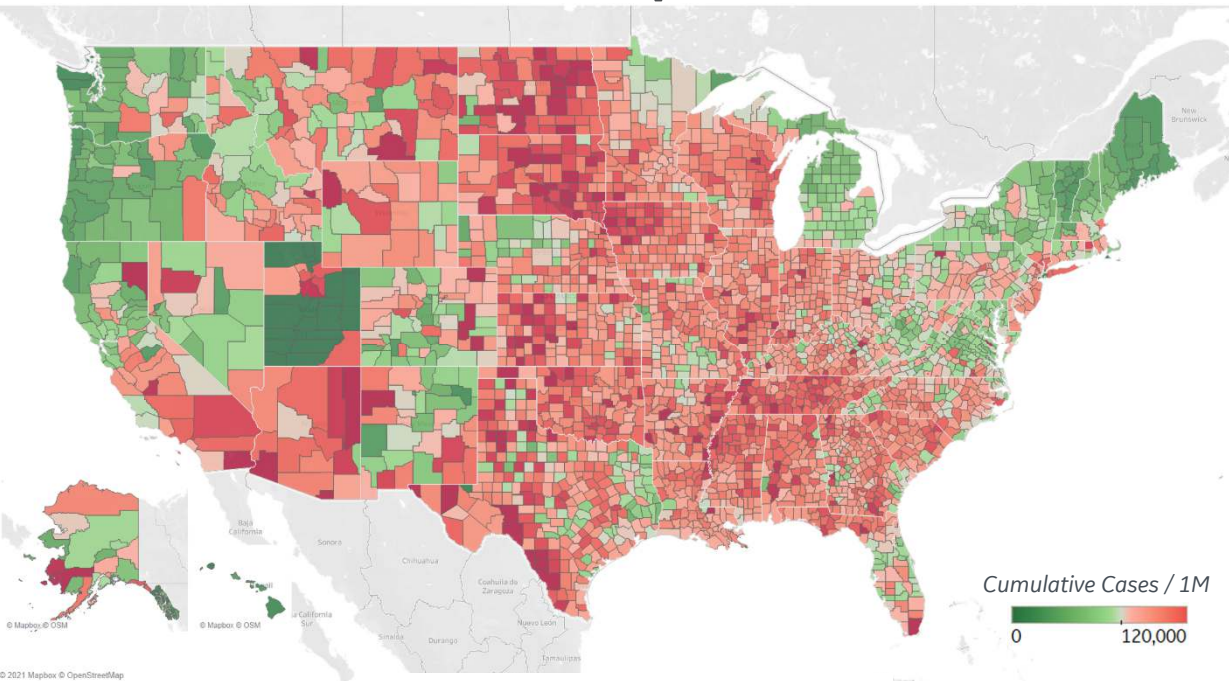 New
Brunswick
Baja
California
Sonora
Chihuahua
Coahuila de
Zaragoza
Cumulative Cases / 1M
0
120,000
© Mapbox © OSM
© Mapbox © OSM
a California
Sur
Sinaloa
Durango
Nuevo León
Tamaulipas
© 2021 Mapbox © OpenStreetMap